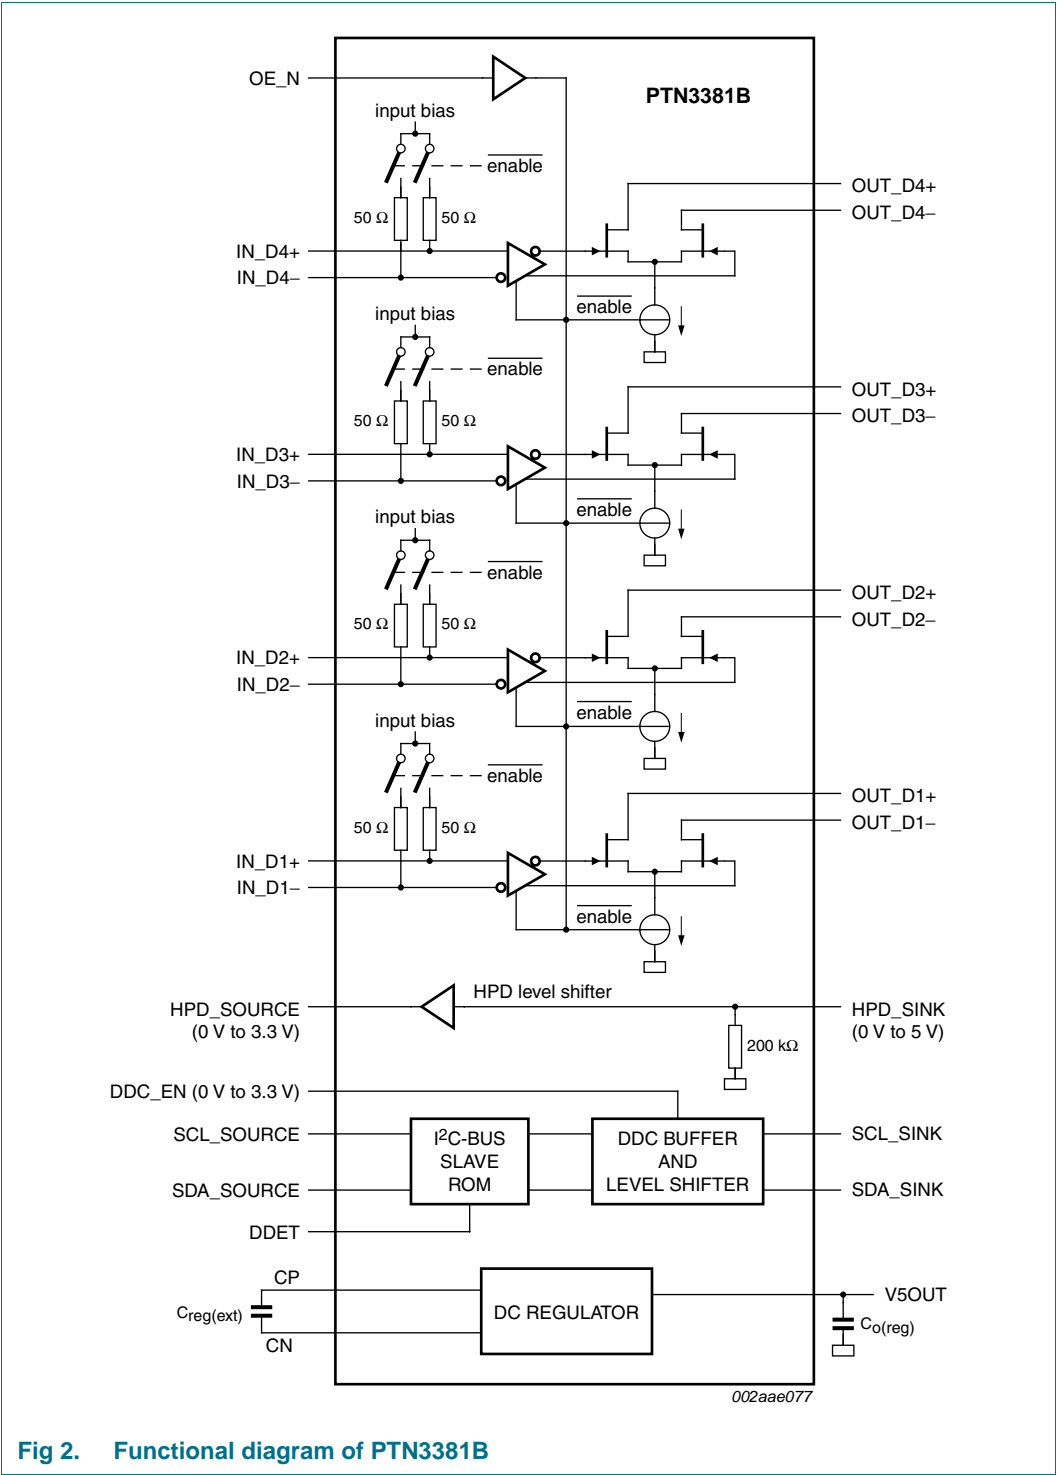 OE_N
PTN3381B
input bias
enable
50 Ω
50 Ω
OUT_D4+
OUT_D4−
IN_D4+
IN_D4−
enable
input bias
enable
50 Ω
50 Ω
OUT_D3+
OUT_D3−
IN_D3+
IN_D3−
enable
input bias
enable
50 Ω
50 Ω
OUT_D2+
OUT_D2−
IN_D2+
IN_D2−
enable
input bias
enable
50 Ω
50 Ω
OUT_D1+
OUT_D1−
IN_D1+
IN_D1−
enable
HPD level shifter
HPD_SOURCE
(0 V to 3.3 V)
HPD_SINK
(0 V to 5 V)
200 kΩ
DDC_EN (0 V to 3.3 V)
SCL_SOURCE
I2C-BUS
SLAVE
ROM
DDC BUFFER
AND
LEVEL SHIFTER
SCL_SINK
SDA_SOURCE
SDA_SINK
DDET
CP
Creg(ext)
CN
DC REGULATOR
V5OUT
Co(reg)
002aae077
Fig 2. Functional diagram of PTN3381B